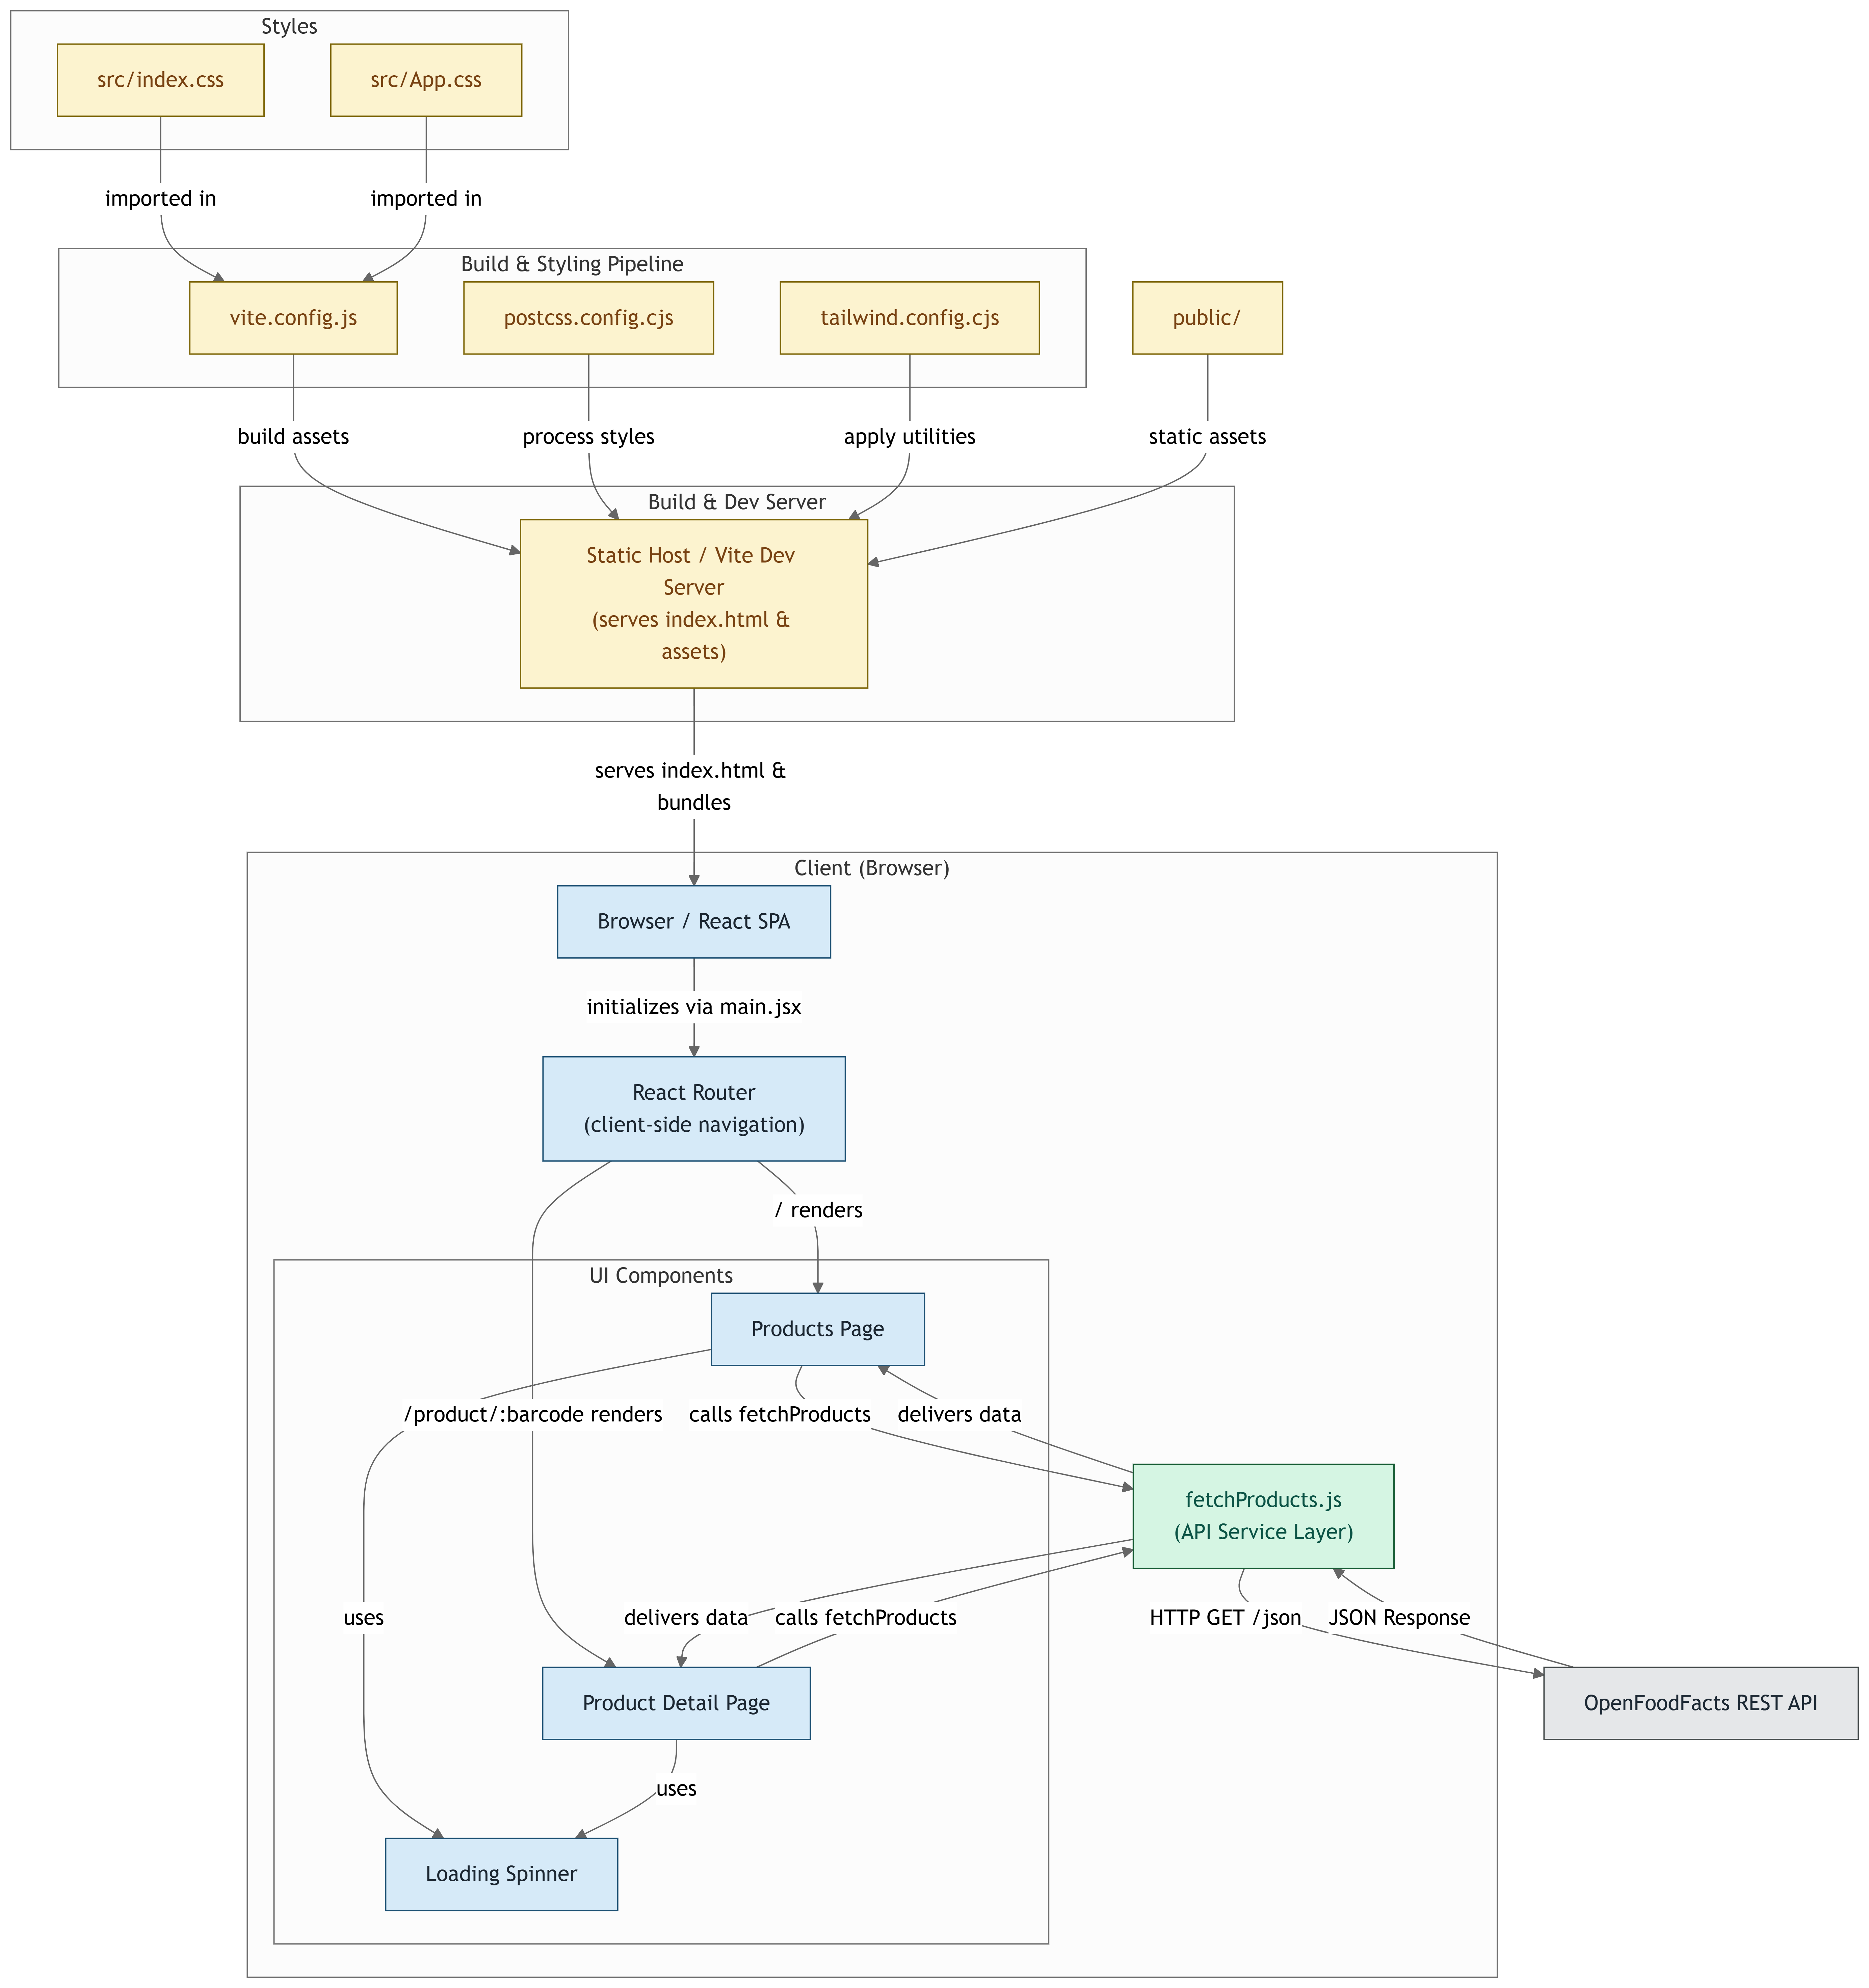 Styles
src/index.css
src/App.css
imported in
imported in
Build & Styling Pipeline
vite.config.js
postcss.config.cjs
tailwind.config.cjs
public/
build assets
process styles
apply utilities
static assets
Build & Dev Server
Static Host / Vite Dev
Server
(serves index.html &
assets)
serves index.html &
bundles
Client (Browser)
Browser / React SPA
initializes via main.jsx
React Router
(client-side navigation)
/ renders
UI Components
Products Page
/product/:barcode renders
calls fetchProducts
delivers data
fetchProducts.js
(API Service Layer)
uses
delivers data
calls fetchProducts
HTTP GET /json
JSON Response
Product Detail Page
OpenFoodFacts REST API
uses
Loading Spinner